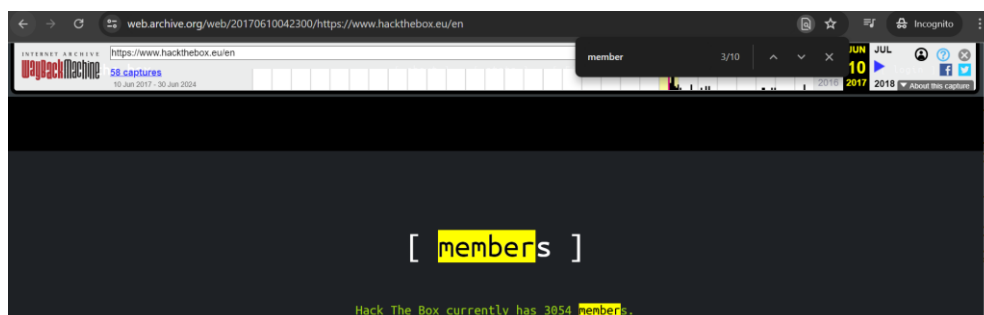 web.archive.org/web/20170610042300/https://www.hackthebox.eu/en
Incognito
INTERNET ARCHIVE
WayBackMachine
https://www.hackthebox.eu/en
58 captures
10 Jun 2017 - 30 Jun 2024
member
3/10
JUN JUL
10
2016 2017 2018
About this capture
[ members ]
Hack The Box currently has 3054 members.